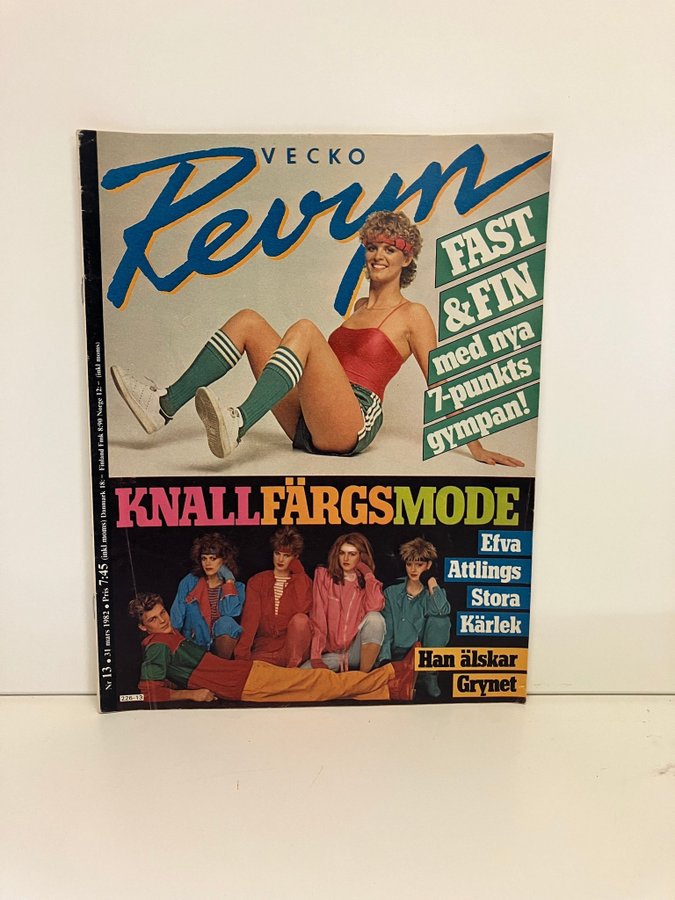 VECKO
Revyn
FAST
&FIN
med nya
7-punkts
gympan!
KNALLFÄRGSMODE
Efva
Attlings
Stora
Kärlek
Han älskar
Grynet
Nr 13 • 31 mars 1982 • Pris 7:45 (inkl moms) Danmark 18:- Finland Fmk 8:90 Norge 12:- (inkl moms)
226-13